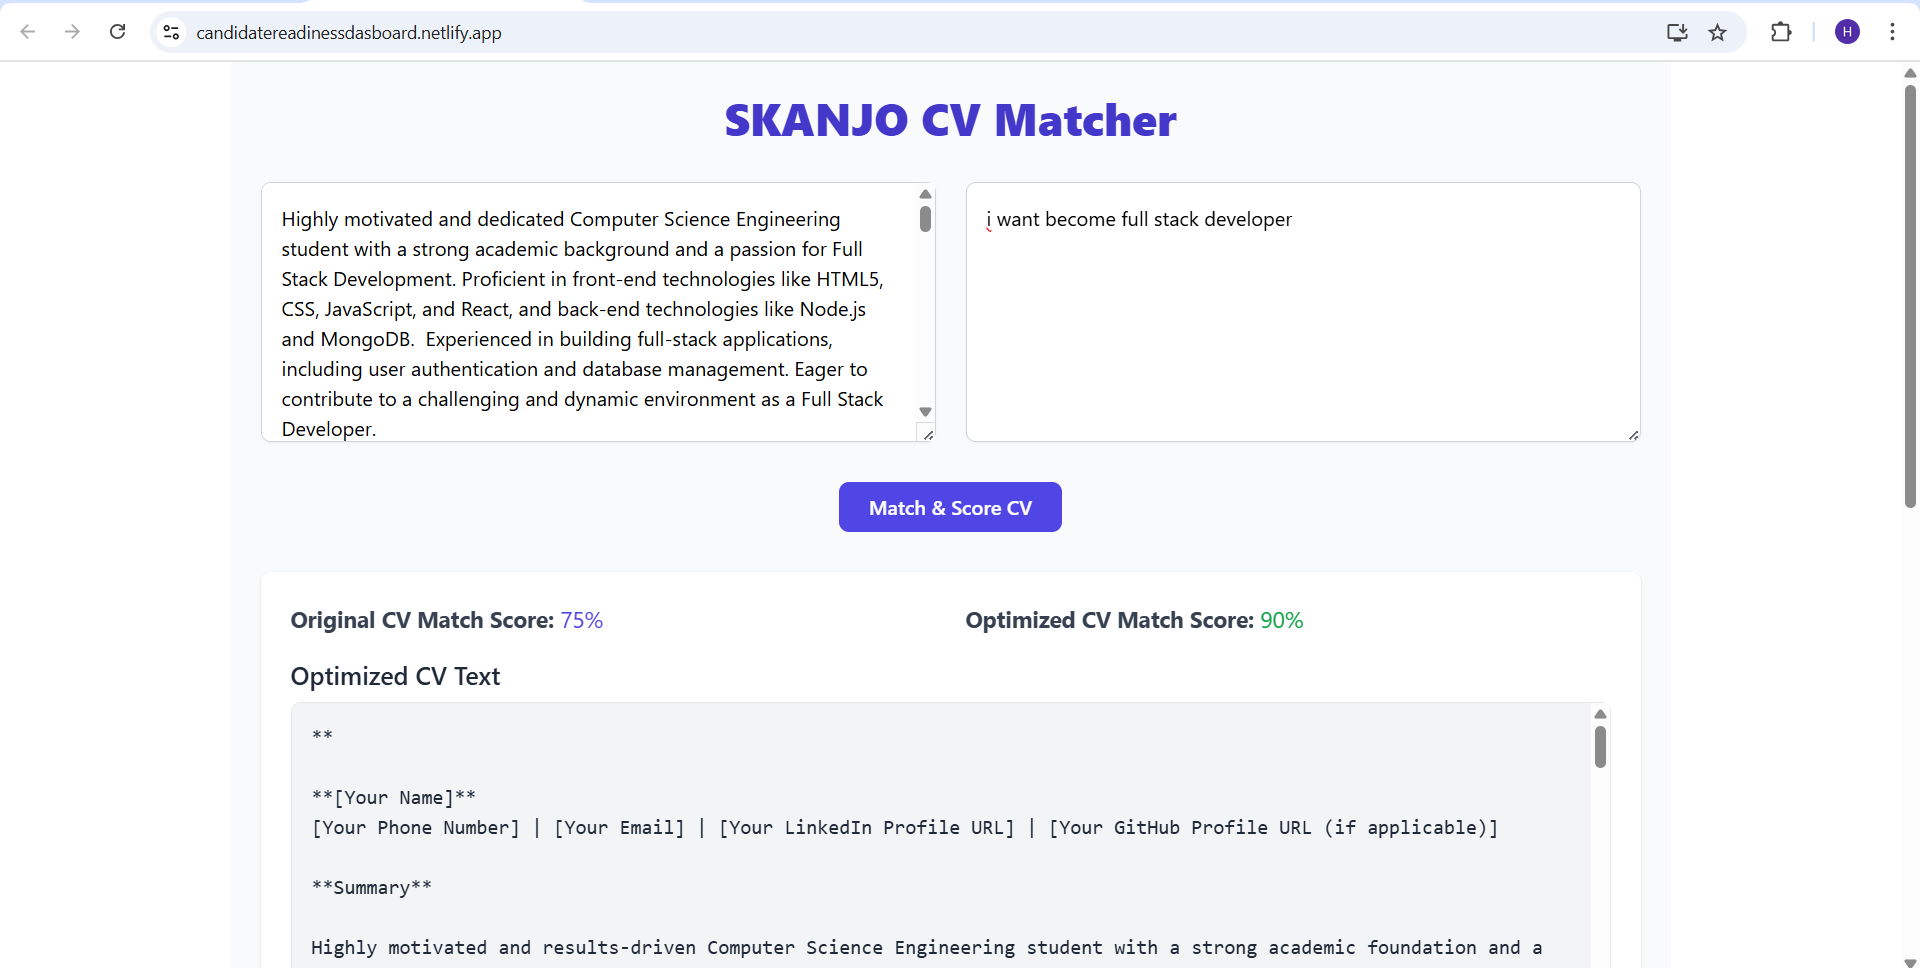 candidatereadinessdasboard.netlify.app
H
SKANJO CV Matcher
Highly motivated and dedicated Computer Science Engineering
student with a strong academic background and a passion for Full
Stack Development. Proficient in front-end technologies like HTML5,
CSS, JavaScript, and React, and back-end technologies like Node.js
and MongoDB.  Experienced in building full-stack applications,
including user authentication and database management. Eager to
contribute to a challenging and dynamic environment as a Full Stack
Developer.
i want become full stack developer
Match & Score CV
Original CV Match Score: 75%
Optimized CV Match Score: 90%
Optimized CV Text
**
**[Your Name]**
[Your Phone Number] | [Your Email] | [Your LinkedIn Profile URL] | [Your GitHub Profile URL (if applicable)]
**Summary**
Highly motivated and results-driven Computer Science Engineering student with a strong academic foundation and a